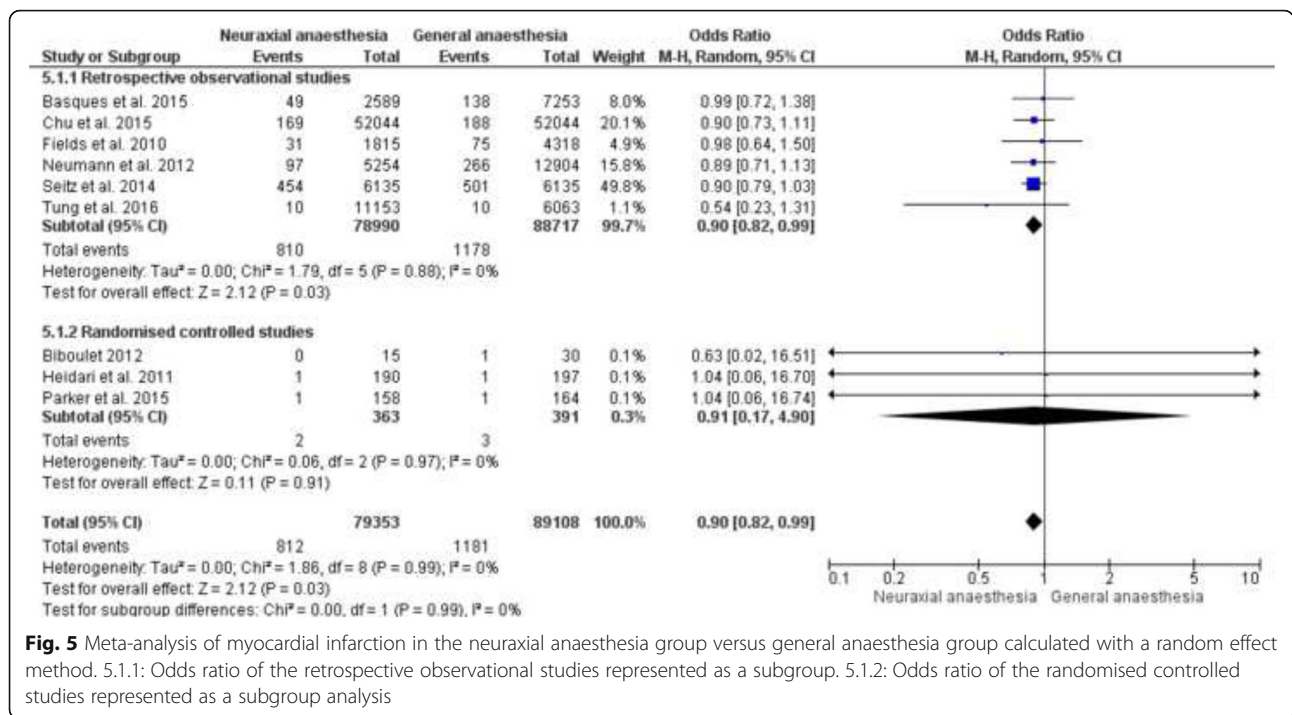 Neuraxial anaesthesia General anaesthesia Odds Ratio Odds Ratio
Study or Subgroup Events Total Events Total Weight M-H, Random, 95% CI M-H, Random, 95% CI
5.1.1 Retrospective observational studies
Basques et al. 2015 49 2589 138 7253 8.0% 0.99 [0.72, 1.38]
Chu et al. 2015 169 52044 188 52044 20.1% 0.90 [0.73, 1.11]
Fields et al. 2010 31 1815 75 4318 4.9% 0.98 [0.64, 1.50]
Neumann et al. 2012 97 5254 266 12904 15.8% 0.89 [0.71, 1.13]
Seitz et al. 2014 454 6135 501 6135 49.8% 0.90 [0.79, 1.03]
Tung et al. 2016 10 11153 10 6063 1.1% 0.54 [0.23, 1.31]
Subtotal (95% CI) 78990 88717 99.7% 0.90 [0.82, 0.99]
Total events 810 1178
Heterogeneity: Tau² = 0.00; Chi² = 1.79, df = 5 (P = 0.88); I² = 0%
Test for overall effect: Z = 2.12 (P = 0.03)
5.1.2 Randomised controlled studies
Biboulet 2012 0 15 1 30 0.1% 0.63 [0.02, 16.51]
Heidari et al. 2011 1 190 1 197 0.1% 1.04 [0.06, 16.70]
Parker et al. 2015 1 158 1 164 0.1% 1.04 [0.06, 16.74]
Subtotal (95% CI) 363 391 0.3% 0.91 [0.17, 4.90]
Total events 2 3
Heterogeneity: Tau² = 0.00; Chi² = 0.06, df = 2 (P = 0.97); I² = 0%
Test for overall effect: Z = 0.11 (P = 0.91)
Total (95% CI) 79353 89108 100.0% 0.90 [0.82, 0.99]
Total events 812 1181
Heterogeneity: Tau² = 0.00; Chi² = 1.86, df = 8 (P = 0.99); I² = 0%
Test for overall effect: Z = 2.12 (P = 0.03)
Test for subgroup differences: Chi² = 0.00, df = 1 (P = 0.99), I² = 0%
0.1 0.2 0.5 1 2 5 10
Neuraxial anaesthesia General anaesthesia
Fig. 5 Meta-analysis of myocardial infarction in the neuraxial anaesthesia group versus general anaesthesia group calculated with a random effect
method. 5.1.1: Odds ratio of the retrospective observational studies represented as a subgroup. 5.1.2: Odds ratio of the randomised controlled
studies represented as a subgroup analysis